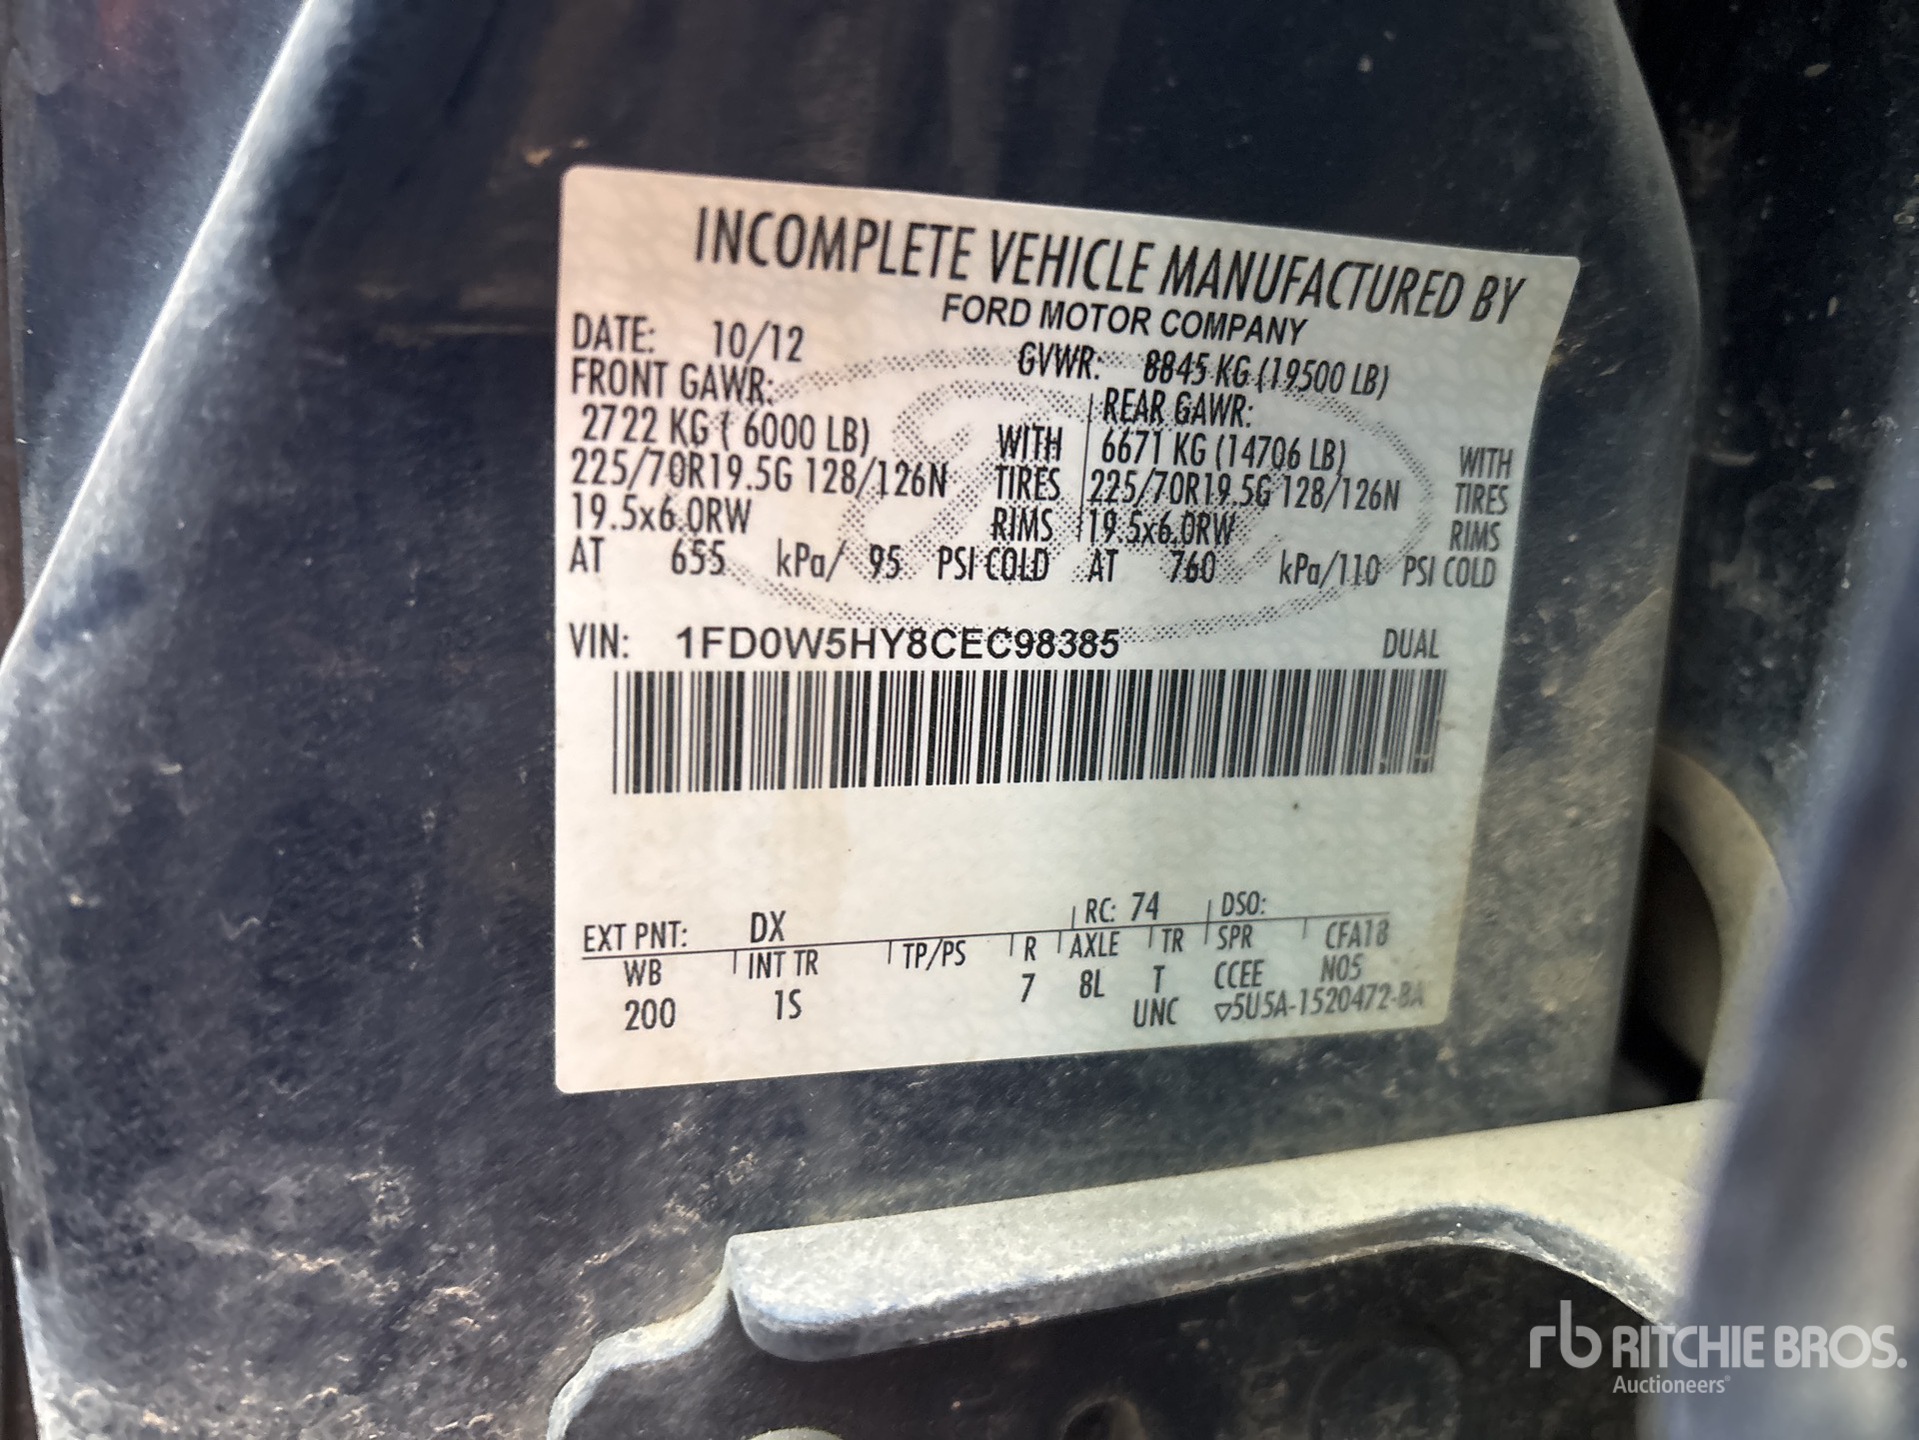 INCOMPLETE VEHICLE MANUFACTURED BY
FORD MOTOR COMPANY
DATE: 10/12 GVWR: 8845 KG (19500 LB)
FRONT GAWR: REAR GAWR:
2722 KG ( 6000 LB) WITH 6671 KG (14706 LB) WITH
225/70R19.5G 128/126N TIRES 225/70R19.5G 128/126N TIRES
19.5x6.0RW RIMS 19.5x6.0RW RIMS
AT 655 kPa/ 95 PSI COLD AT 760 kPa/110 PSI COLD
VIN: 1FD0W5HY8CEC98385 DUAL
EXT PNT: DX RC: 74 DSO:
WB INT TR TP/PS R AXLE TR SPR CFA18
200 1S 7 8L T CCEE N05
UNC ▽5U5A-1520472-BA
rb RITCHIE BROS.
Auctioneers®